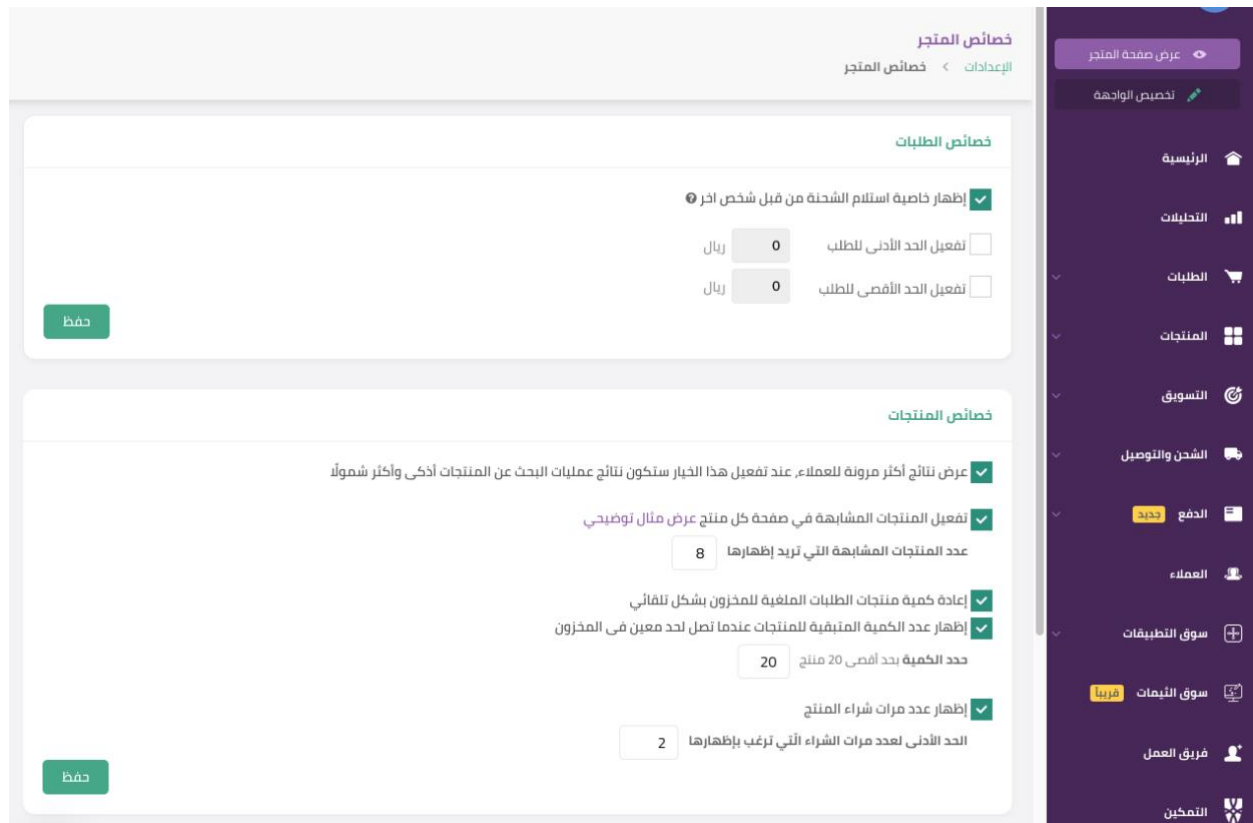 عرض صفحة المتجر
تخصيص الواجهة
الرئيسية
التحليلات
الطلبات
المنتجات
التسويق
الشحن والتوصيل
الدفع جديد
العملاء
سوق التطبيقات
سوق الثيمات قريباً
فريق العمل
التمكين
خصائص المتجر
الإعدادات > خصائص المتجر
خصائص الطلبات
إظهار خاصية استلام الشحنة من قبل شخص اخر
تفعيل الحد الأدنى للطلب 0 ريال
تفعيل الحد الأقصى للطلب 0 ريال
حفظ
خصائص المنتجات
عرض نتائج أكثر مرونة للعملاء, عند تفعيل هذا الخيار ستكون نتائج عمليات البحث عن المنتجات أذكى وأكثر شمولًا
تفعيل المنتجات المشابهة في صفحة كل منتج عرض مثال توضيحي
عدد المنتجات المشابهة التي تريد إظهارها 8
إعادة كمية منتجات الطلبات الملغية للمخزون بشكل تلقائي
إظهار عدد الكمية المتبقية للمنتجات عندما تصل لحد معين فى المخزون
حدد الكمية بحد أقصى 20 منتج 20
إظهار عدد مرات شراء المنتج
الحد الأدنى لعدد مرات الشراء الّتي ترغب بإظهارها 2
حفظ